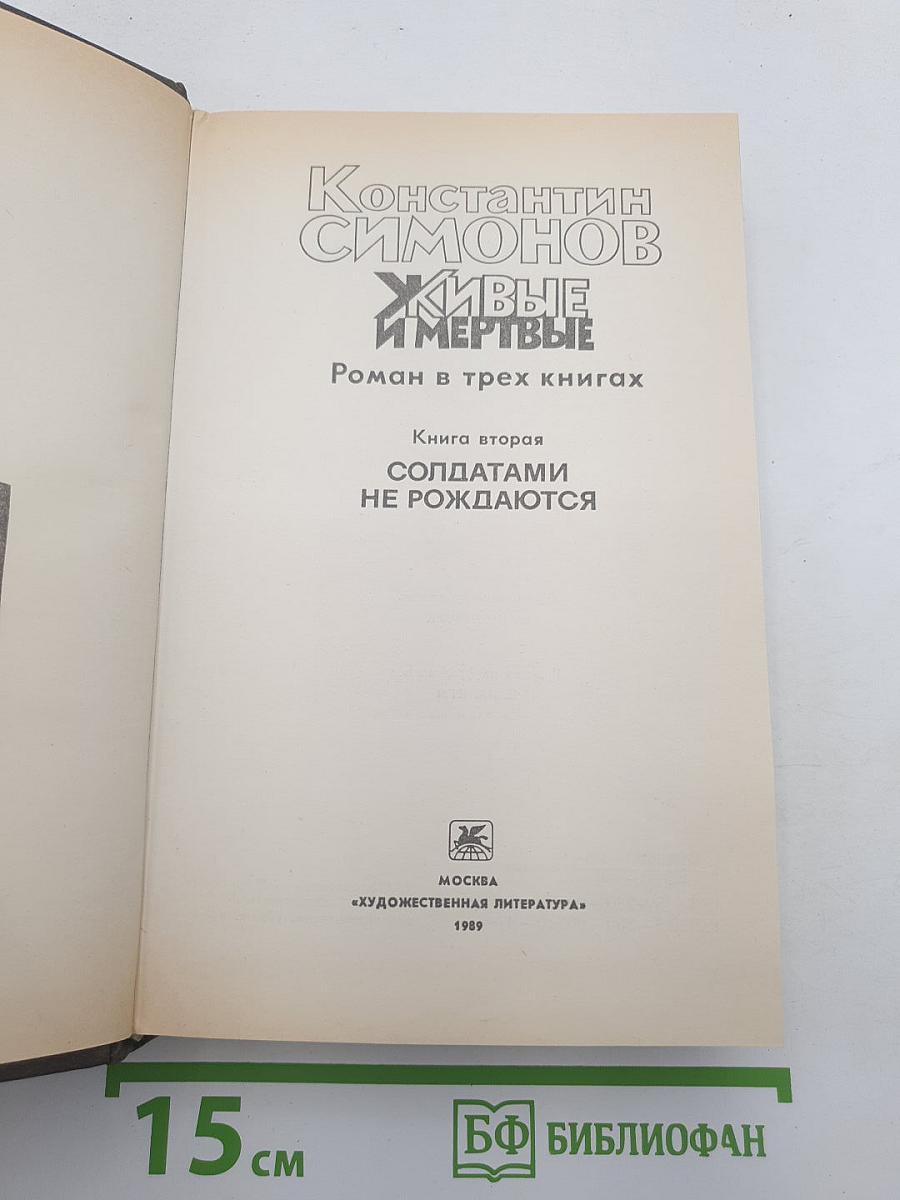 Константин
СИМОНОВ
ЖИВЫЕ
И МЕРТВЫЕ
Роман в трех книгах
Книга вторая
СОЛДАТАМИ
НЕ РОЖДАЮТСЯ
МОСКВА
«ХУДОЖЕСТВЕННАЯ ЛИТЕРАТУРА»
1989
15 см
БФ БИБЛИОФАН